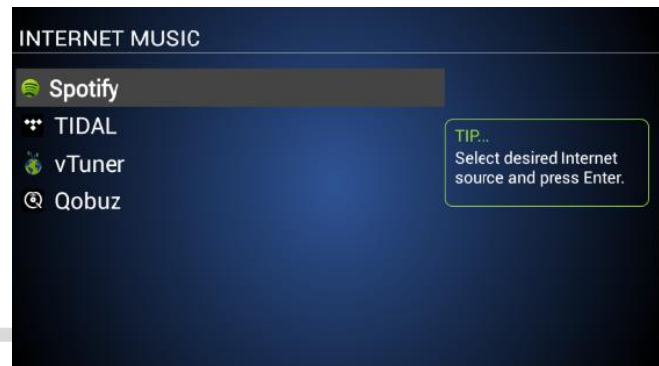 INTERNET MUSIC
Spotify
TIDAL
vTuner
Qobuz
TIP...
Select desired Internet
source and press Enter.